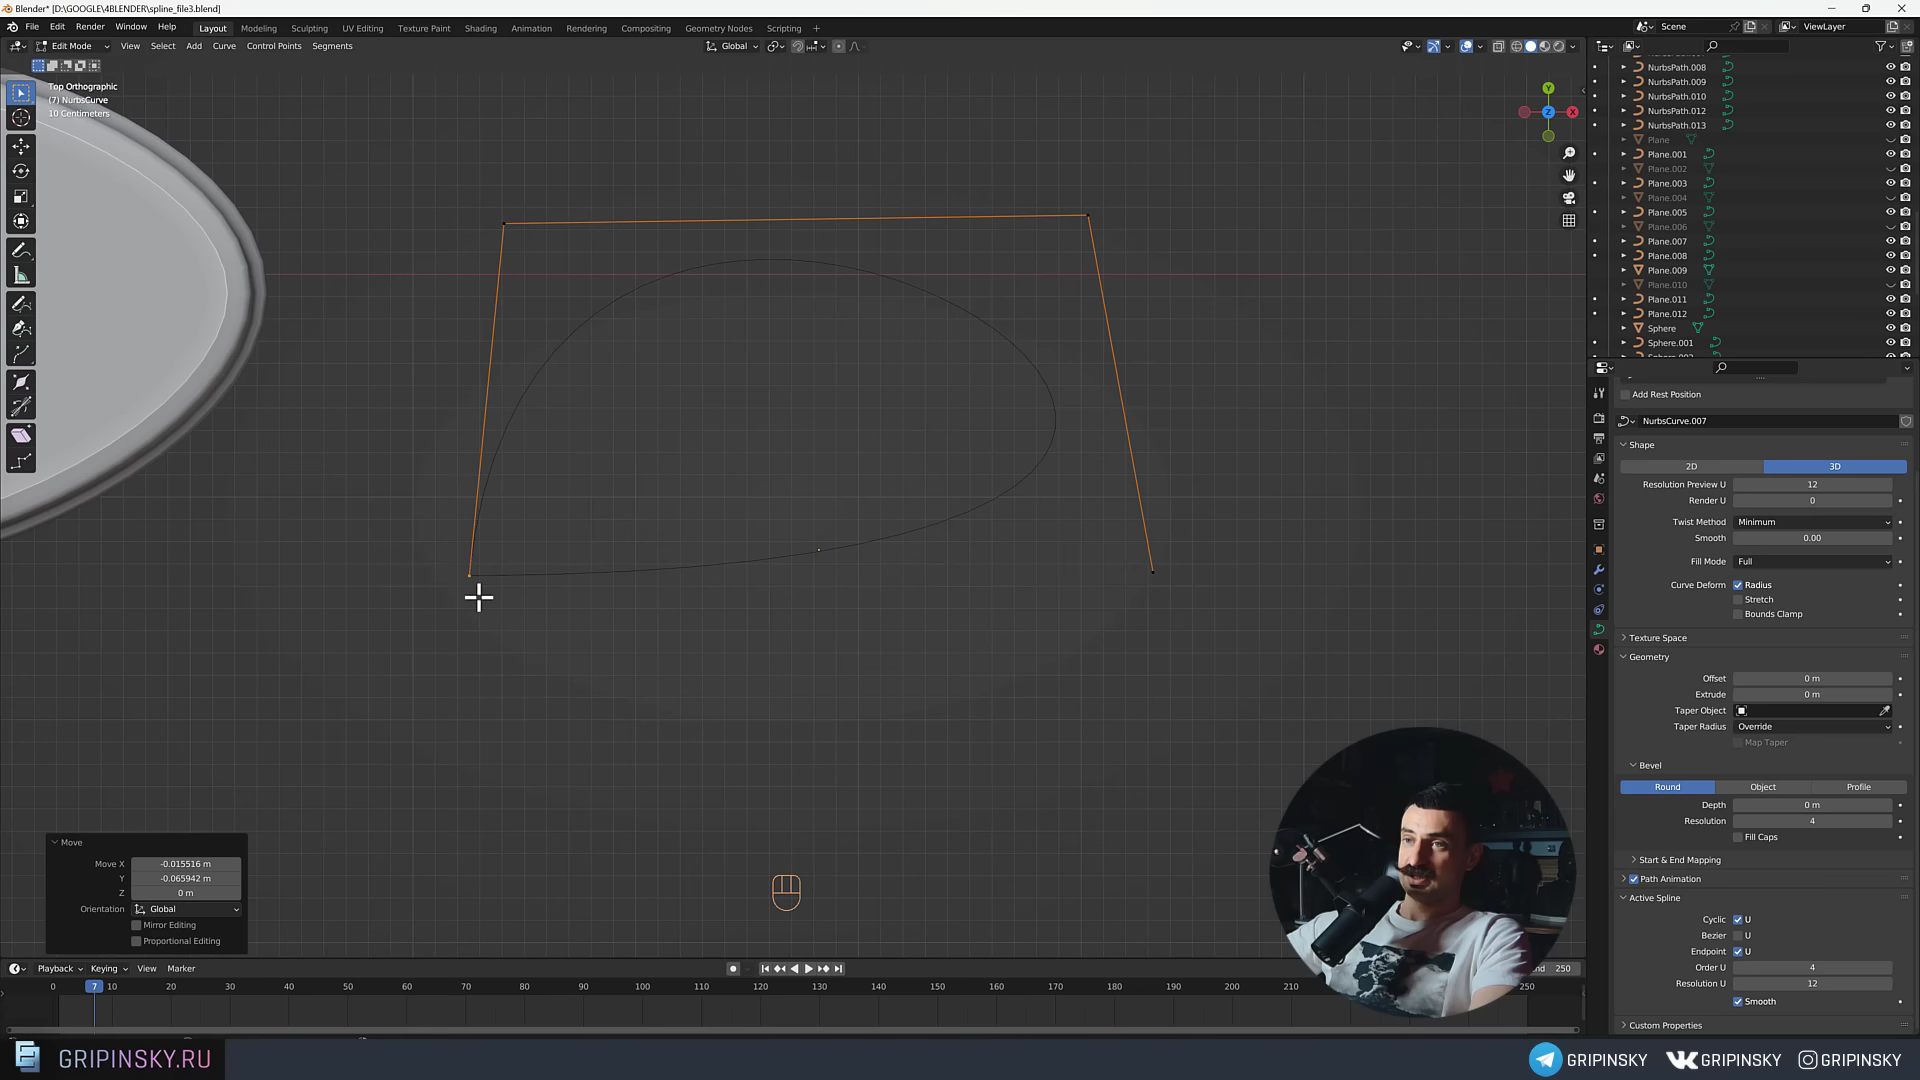 Blender* [D:\GOOGLE\4BLENDER\spline_file3.blend]
File Edit Render Window Help
Layout Modeling Sculpting UV Editing Texture Paint Shading Animation Rendering Compositing Geometry Nodes Scripting +
Scene
ViewLayer
Edit Mode View Select Add Curve Control Points Segments
Global
Top Orthographic
(7) NurbsCurve
10 Centimeters
Y
Z
X
NurbsPath.008
NurbsPath.009
NurbsPath.010
NurbsPath.012
NurbsPath.013
Plane
Plane.001
Plane.002
Plane.003
Plane.004
Plane.005
Plane.006
Plane.007
Plane.008
Plane.009
Plane.010
Plane.011
Plane.012
Sphere
Sphere.001
Add Rest Position
NurbsCurve.007
Shape
2D 3D
Resolution Preview U 12
Render U 0
Twist Method Minimum
Smooth 0.00
Fill Mode Full
Curve Deform Radius
Stretch
Bounds Clamp
Texture Space
Geometry
Offset 0 m
Extrude 0 m
Taper Object
Taper Radius Override
Map Taper
Bevel
Round Object Profile
Depth 0 m
Resolution 4
Fill Caps
Start & End Mapping
Path Animation
Active Spline
Cyclic U
Bezier U
Endpoint U
Order U 4
Resolution U 12
Smooth
Custom Properties
Move
Move X -0.015516 m
Y -0.065942 m
Z 0 m
Orientation Global
Mirror Editing
Proportional Editing
Playback Keying View Marker
250
0 7 10 20 30 40 50 60 70 80 90 100 110 120 130 140 150 160 170 180 190 200 210 250
GRIPINSKY.RU
GRIPINSKY GRIPINSKY GRIPINSKY